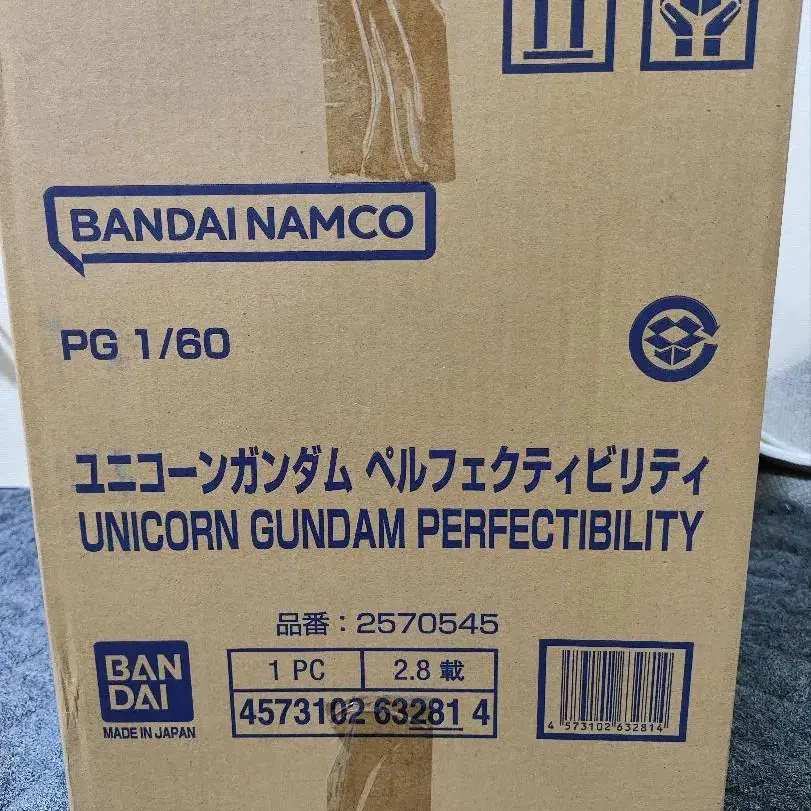 BANDAI NAMCO
PG 1/60
ユニコーンガンダム ペルフェクティビリティ
UNICORN GUNDAM PERFECTIBILITY
品番：2570545
BAN
DAI
MADE IN JAPAN
1 PC
2.8 載
4573102 63281 4
4 573102 632814